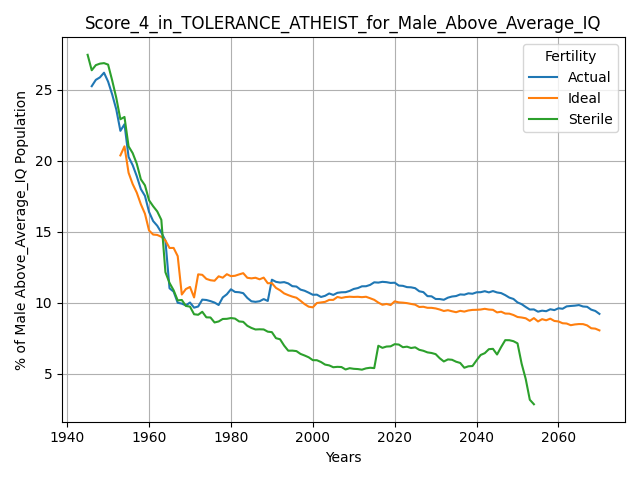 Score_4_in_TOLERANCE_ATHEIST_for_Male_Above_Average_IQ
% of Male Above_Average_IQ Population
25
20
15
10
5
Fertility
Actual
Ideal
Sterile
1940 1960 1980 2000 2020 2040 2060
Years